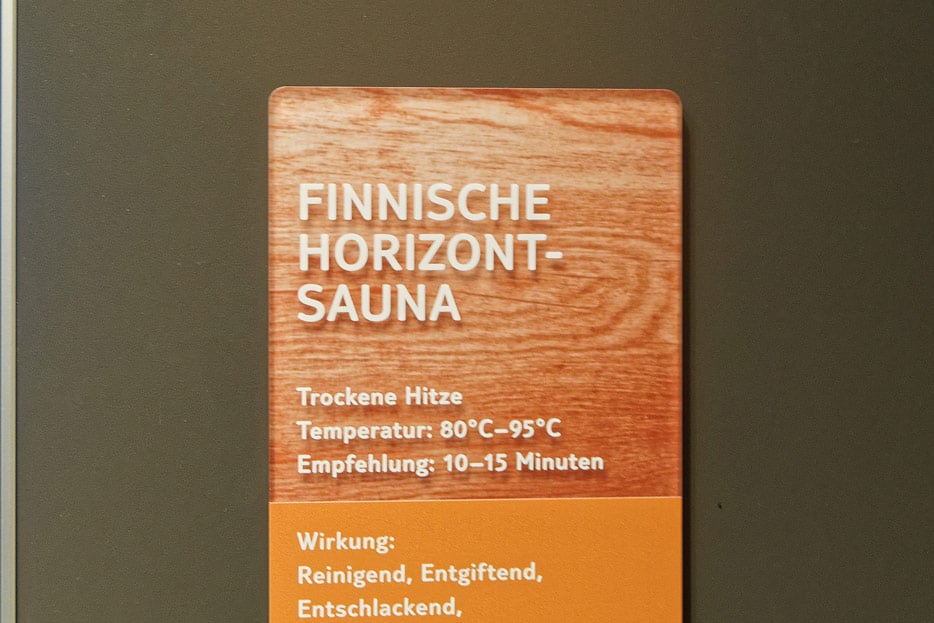 FINNISCHE
HORIZONT-
SAUNA
Trockene Hitze
Temperatur: 80°C–95°C
Empfehlung: 10–15 Minuten
Wirkung:
Reinigend, Entgiftend,
Entschlackend,